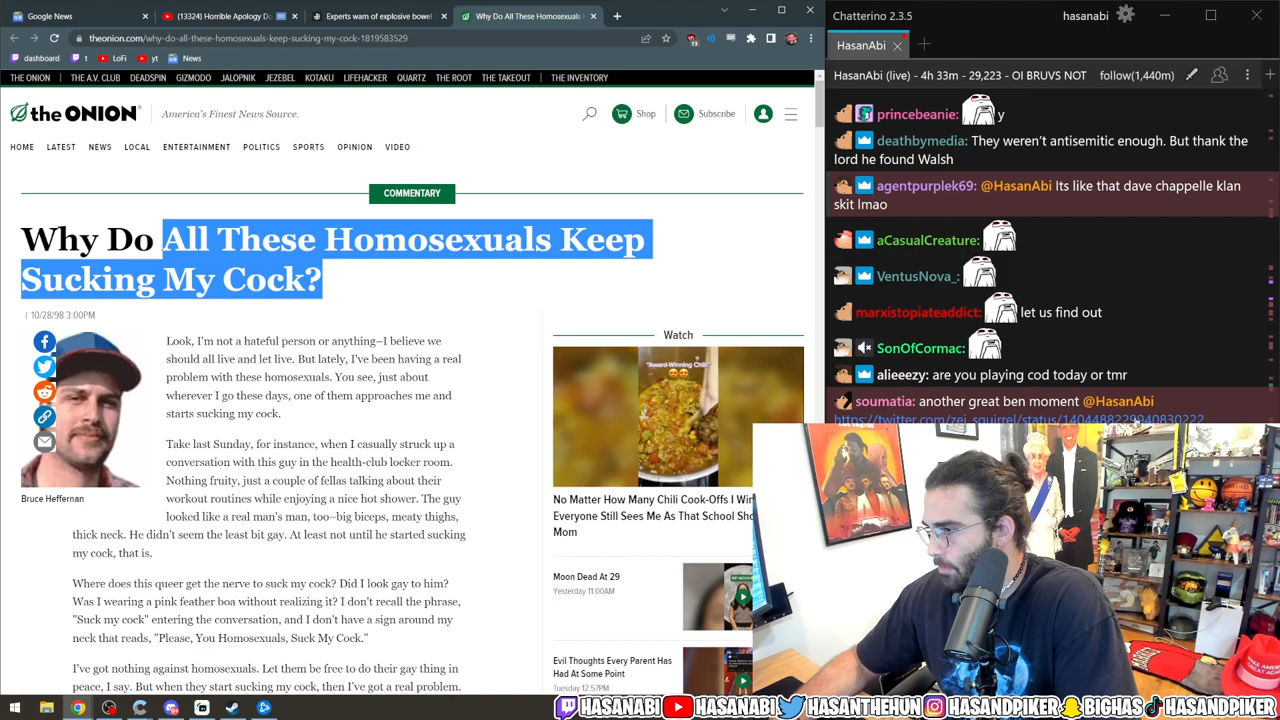 Google News
(13324) Horrible Apology Do
Experts warn of explosive bowel
Why Do All These Homosexuals K
theonion.com/why-do-all-these-homosexuals-keep-sucking-my-cock-1819583529
dashboard
t
LoFi
yt
News
THE ONION
THE A.V. CLUB
DEADSPIN
GIZMODO
JALOPNIK
JEZEBEL
KOTAKU
LIFEHACKER
QUARTZ
THE ROOT
THE TAKEOUT
THE INVENTORY
the ONION
America's Finest News Source.
Shop
Subscribe
HOME
LATEST
NEWS
LOCAL
ENTERTAINMENT
POLITICS
SPORTS
OPINION
VIDEO
COMMENTARY
Why Do All These Homosexuals Keep
Sucking My Cock?
10/28/98 3:00PM
Look, I'm not a hateful person or anything–I believe we
should all live and let live. But lately, I've been having a real
problem with these homosexuals. You see, just about
wherever I go these days, one of them approaches me and
starts sucking my cock.
Take last Sunday, for instance, when I casually struck up a
conversation with this guy in the health-club locker room.
Nothing fruity, just a couple of fellas talking about their
workout routines while enjoying a nice hot shower. The guy
looked like a real man's man, too–big biceps, meaty thighs,
thick neck. He didn't seem the least bit gay. At least not until he started sucking
my cock, that is.
Bruce Heffernan
Where does this queer get the nerve to suck my cock? Did I look gay to him?
Was I wearing a pink feather boa without realizing it? I don't recall the phrase,
"Suck my cock" entering the conversation, and I don't have a sign around my
neck that reads, "Please, You Homosexuals, Suck My Cock."
I've got nothing against homosexuals. Let them be free to do their gay thing in
peace, I say. But when they start sucking my cock, then I've got a real problem.
Watch
"Award-Winning Chili"
No Matter How Many Chili Cook-Offs I Win
Everyone Still Sees Me As That School Sho
Mom
Moon Dead At 29
Yesterday 11:00AM
Evil Thoughts Every Parent Has
Had At Some Point
Tuesday 12:57PM
Chatterino 2.3.5
hasanabi
HasanAbi
HasanAbi (live) - 4h 33m - 29,223 - OI BRUVS NOT
follow(1,440m)
princebeanie: y
deathbymedia: They weren't antisemitic enough. But thank the
lord he found Walsh
agentpurplek69: @HasanAbi Its like that dave chappelle klan
skit lmao
aCasualCreature:
VentusNova_:
marxistopiateaddict: let us find out
SonOfCormac:
alieeezy: are you playing cod today or tmr
soumatia: another great ben moment @HasanAbi
https://twitter.com/zei_squirrel/status/1404488229940830222
HASANABI
HASANABI
HASANTHEHUN
HASANDPIKER
BIGHAS
HASANDPIKER